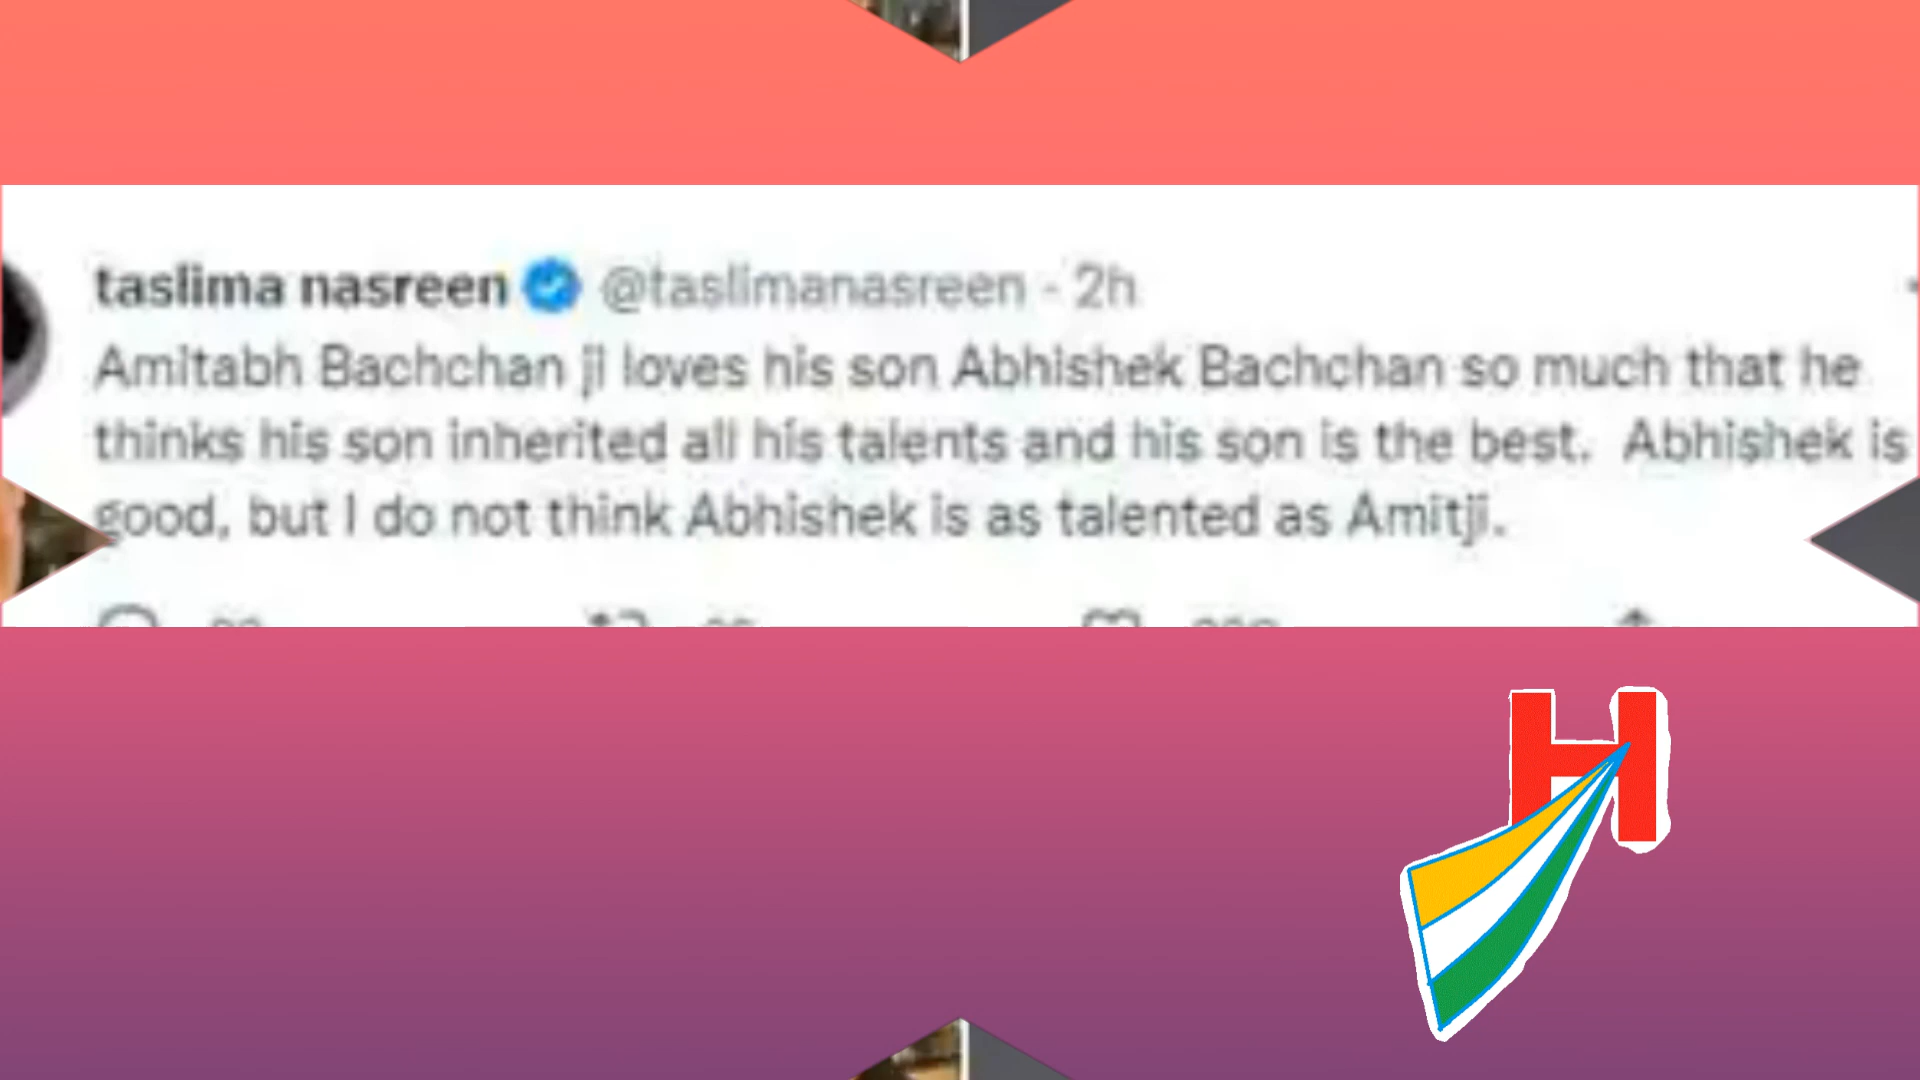 taslima nasreen @taslimanasreen · 2h
Amitabh Bachchan ji loves his son Abhishek Bachchan so much that he
thinks his son inherited all his talents and his son is the best. Abhishek is
good, but I do not think Abhishek is as talented as Amitji.
H